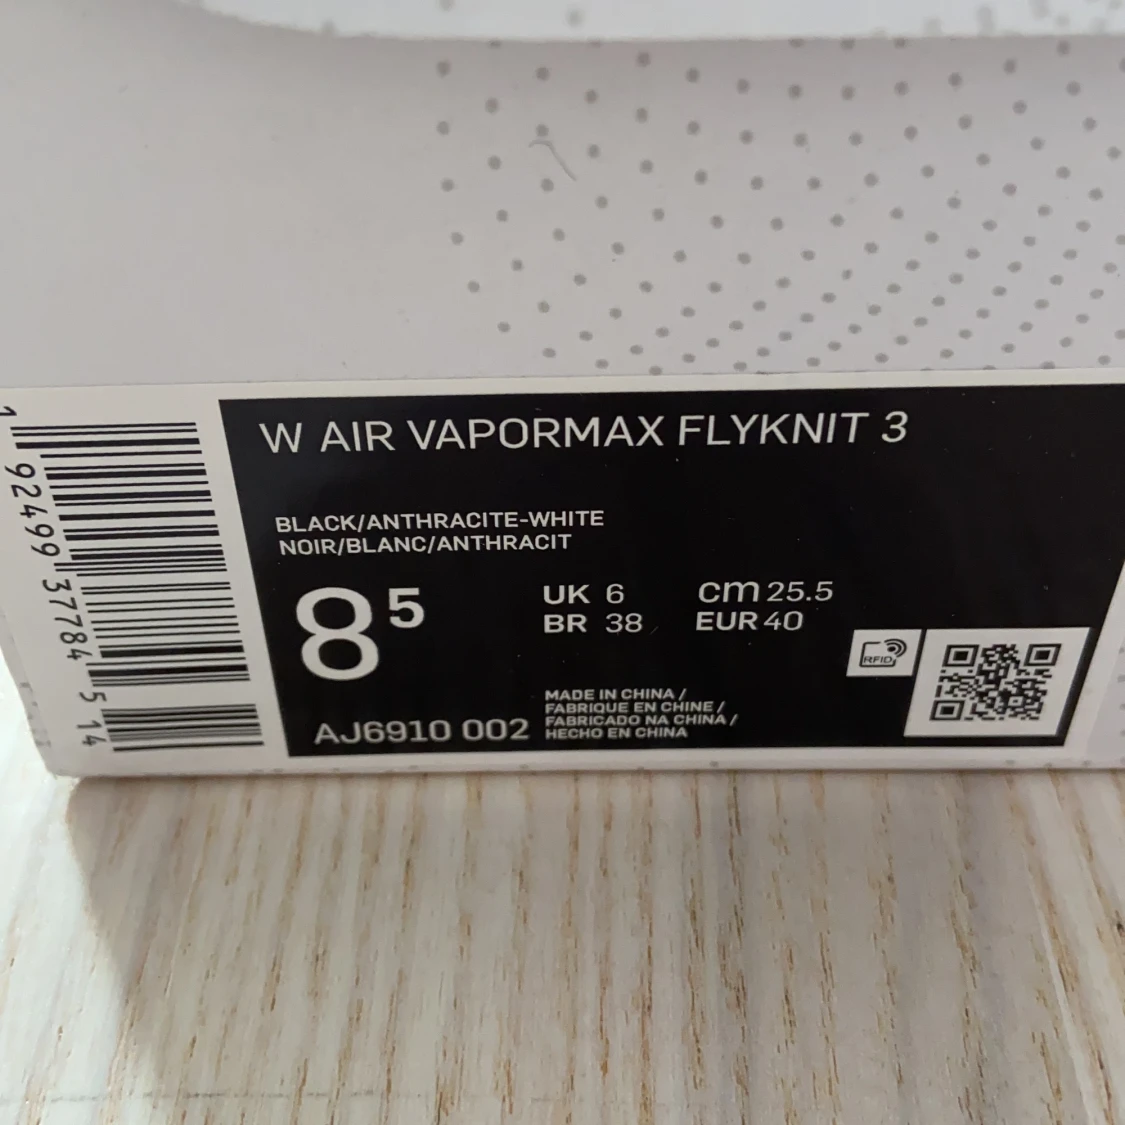 W AIR VAPORMAX FLYKNIT 3
BLACK/ANTHRACITE-WHITE
NOIR/BLANC/ANTHRACIT
8⁵
UK 6
BR 38
cm 25.5
EUR 40
RFID
AJ6910 002
MADE IN CHINA /
FABRIQUE EN CHINE /
FABRICADO NA CHINA /
HECHO EN CHINA
1 92499 37784 5 14